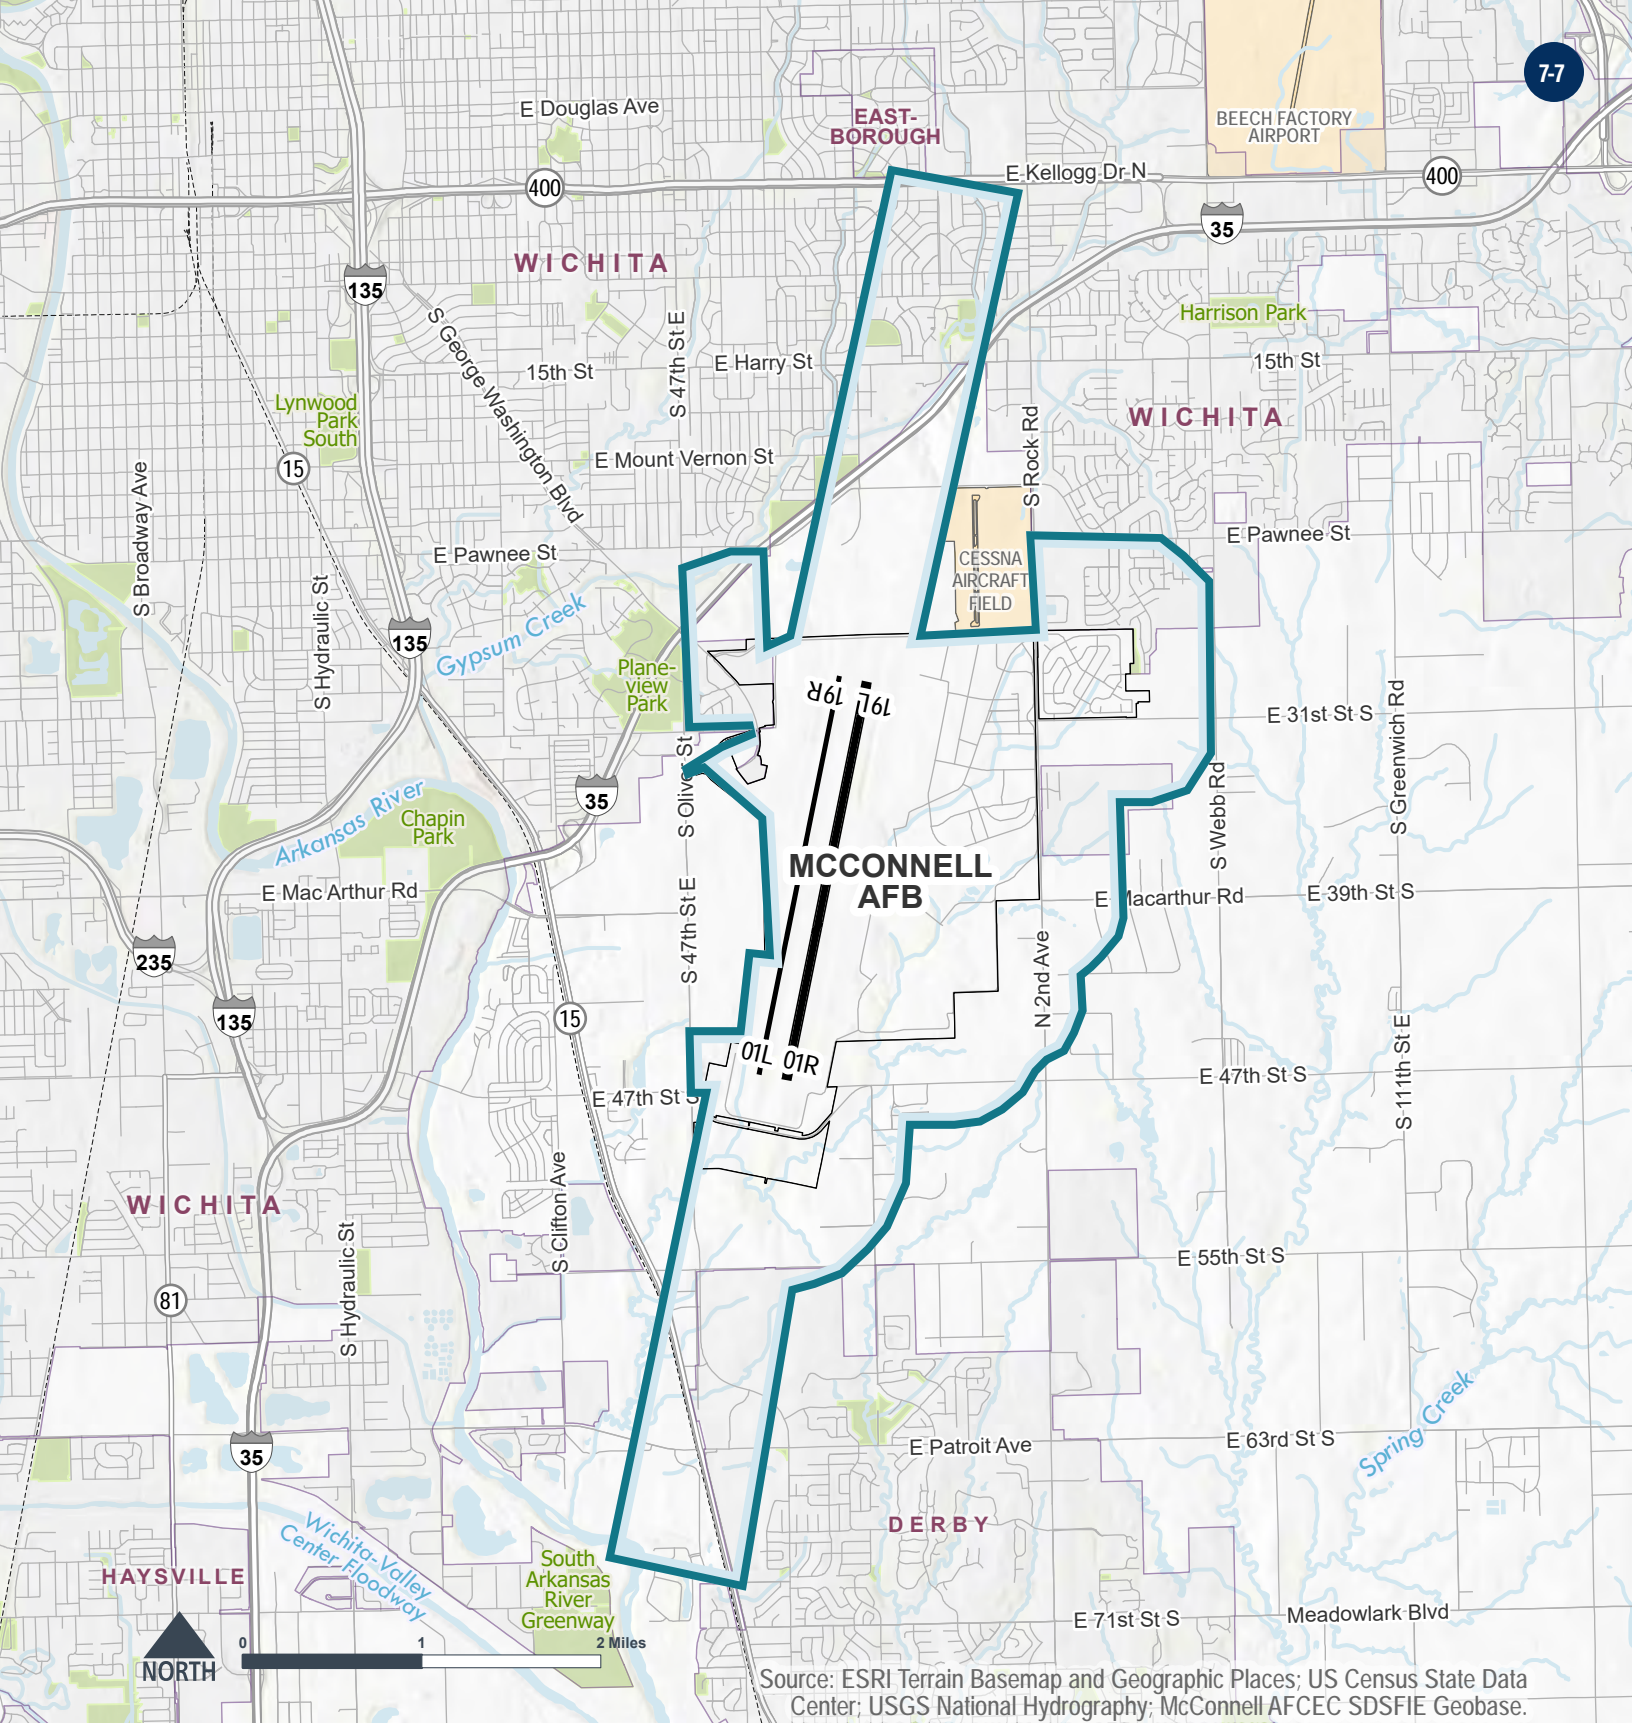 7-7
E Douglas Ave
EAST-
BOROUGH
BEECH FACTORY
AIRPORT
E Kellogg Dr N
400
400
35
WICHITA
135
Harrison Park
S George Washington Blvd
S 47th St E
E Harry St
15th St
15th St
Lynwood
Park
South
WICHITA
S Rock Rd
15
E Mount Vernon St
S Broadway Ave
E Pawnee St
E Pawnee St
CESSNA
AIRCRAFT
FIELD
S Hydraulic St
135
Gypsum Creek
Plane-
view
Park
19R
19L
E 31st St S
S Greenwich Rd
S Oliver St
35
S Webb Rd
Arkansas River
Chapin
Park
MCCONNELL
AFB
E Mac Arthur Rd
E Macarthur Rd
E 39th St S
S 47th St E
235
N 2nd Ave
135
15
01L
01R
S 111th St E
E 47th St S
E 47th St S
WICHITA
S Clifton Ave
S Hydraulic St
E 55th St S
81
E Patroit Ave
E 63rd St S
Spring Creek
35
DERBY
Wichita-Valley
Center Floodway
HAYSVILLE
South
Arkansas
River
Greenway
E 71st St S
Meadowlark Blvd
NORTH
0 1 2 Miles
Source: ESRI Terrain Basemap and Geographic Places; US Census State Data
Center; USGS National Hydrography; McConnell AFCEC SDSFIE Geobase.